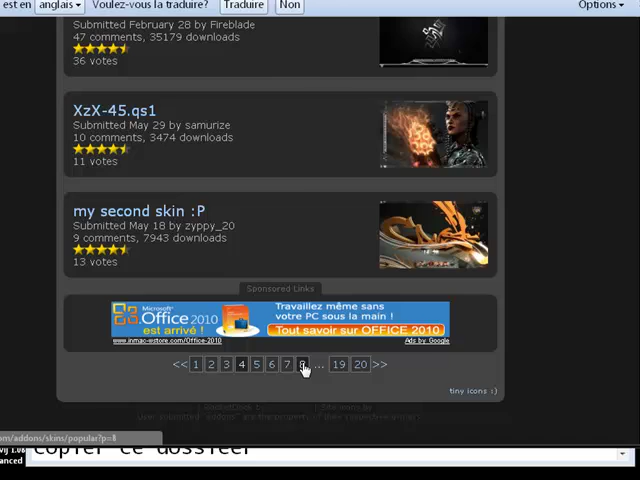 est en
anglais
Voulez-vous la traduire?
Traduire
Non
Options
Submitted February 28 by Fireblade
47 comments, 35179 downloads
36 votes
XzX-45.qs1
Submitted May 29 by samurize
10 comments, 3474 downloads
11 votes
my second skin :P
Submitted May 18 by zyppy_20
9 comments, 7943 downloads
13 votes
Sponsored Links
Microsoft®
Office 2010
est arrivé !
Travaillez même sans
votre PC sous la main !
Tout savoir sur OFFICE 2010
www.inmac-wstore.com/Office-2010
Ads by Google
<< 1 2 3 4 5 6 7 8 ... 19 20 >>
tiny icons :)
om/addons/skins/popular?p=8
copier ce dossieer
anced